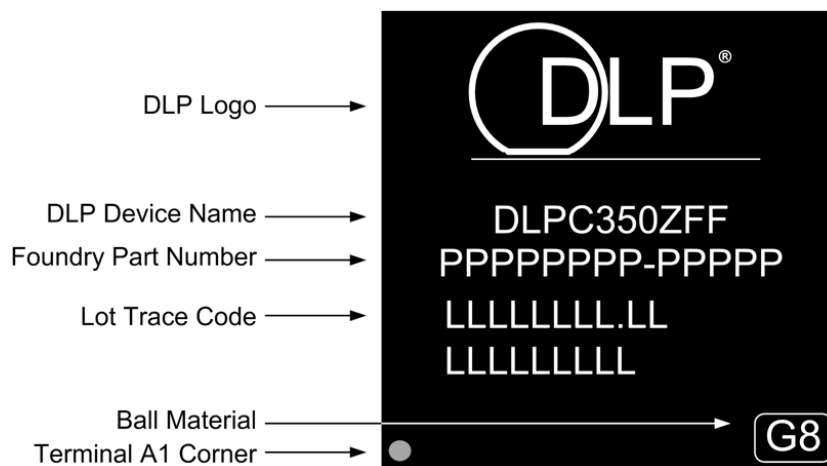 DLP Logo
DLP®
DLP Device Name
DLPC350ZFF
Foundry Part Number
PPPPPPPP-PPPPP
Lot Trace Code
LLLLLLLL.LL
LLLLLLLLL
Ball Material
G8
Terminal A1 Corner